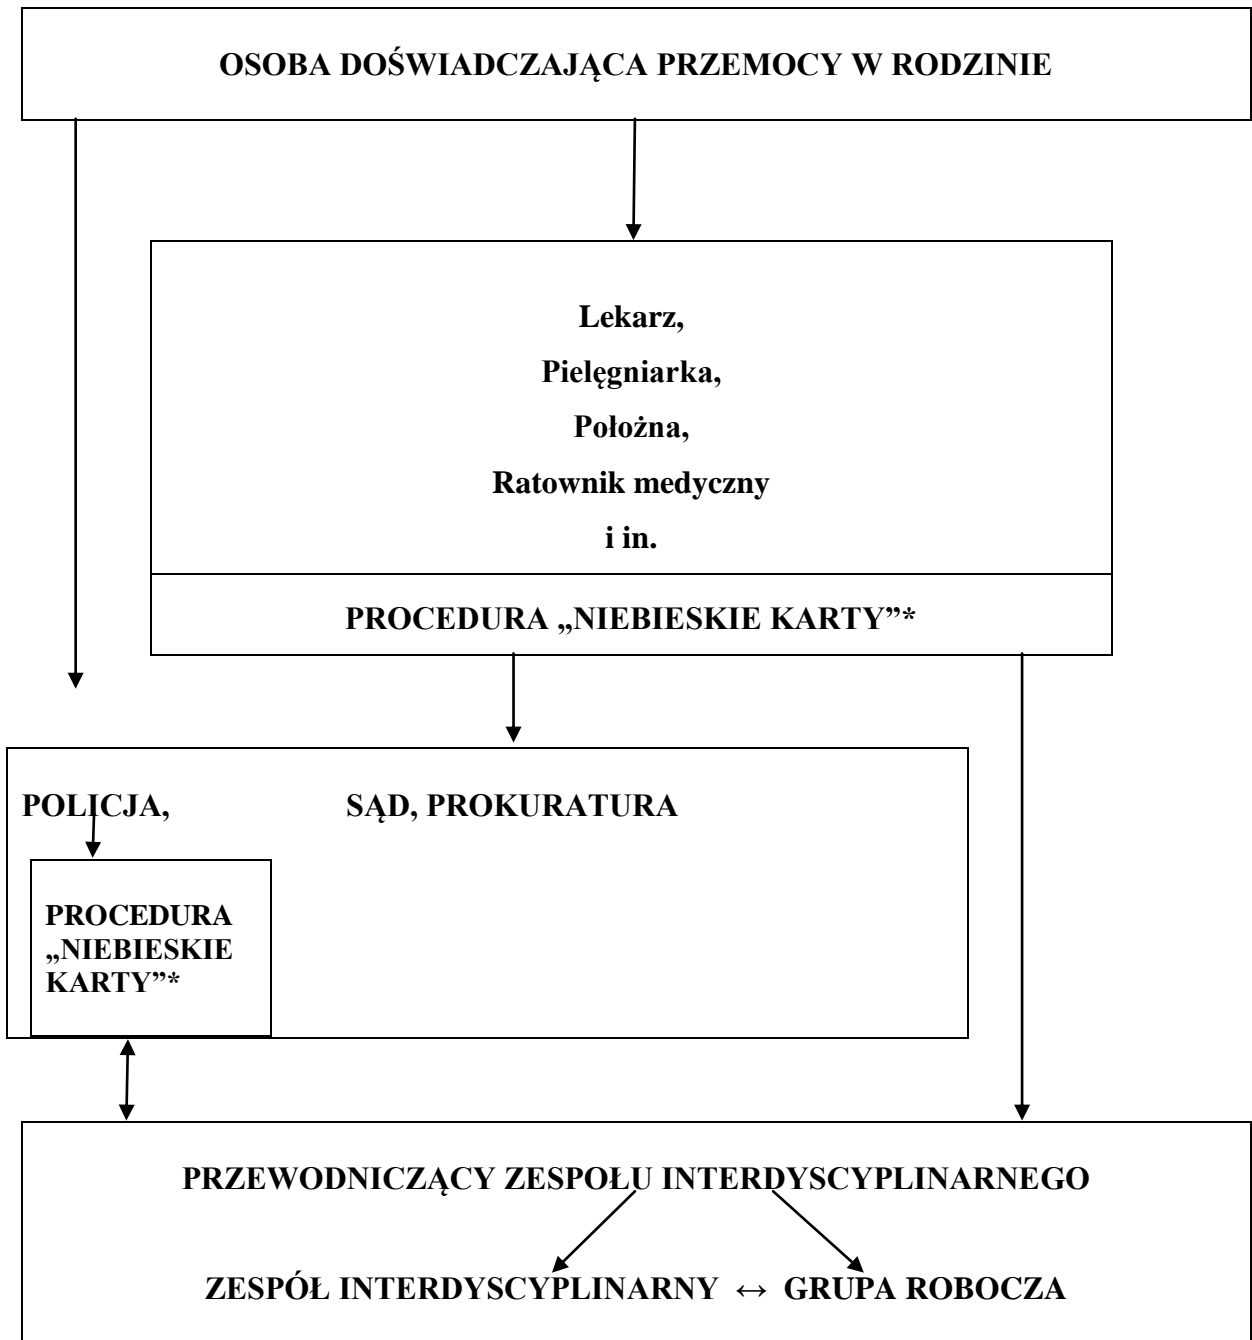 OSOBA DOŚWIADCZAJĄCA PRZEMOCY W RODZINIE
Lekarz,
Pielęgniarka,
Położna,
Ratownik medyczny
i in.
PROCEDURA „NIEBIESKIE KARTY”*
POLICJA, SĄD, PROKURATURA
PROCEDURA
„NIEBIESKIE
KARTY”*
PRZEWODNICZĄCY ZESPOŁU INTERDYSCYPLINARNEGO
ZESPÓŁ INTERDYSCYPLINARNY ↔ GRUPA ROBOCZA